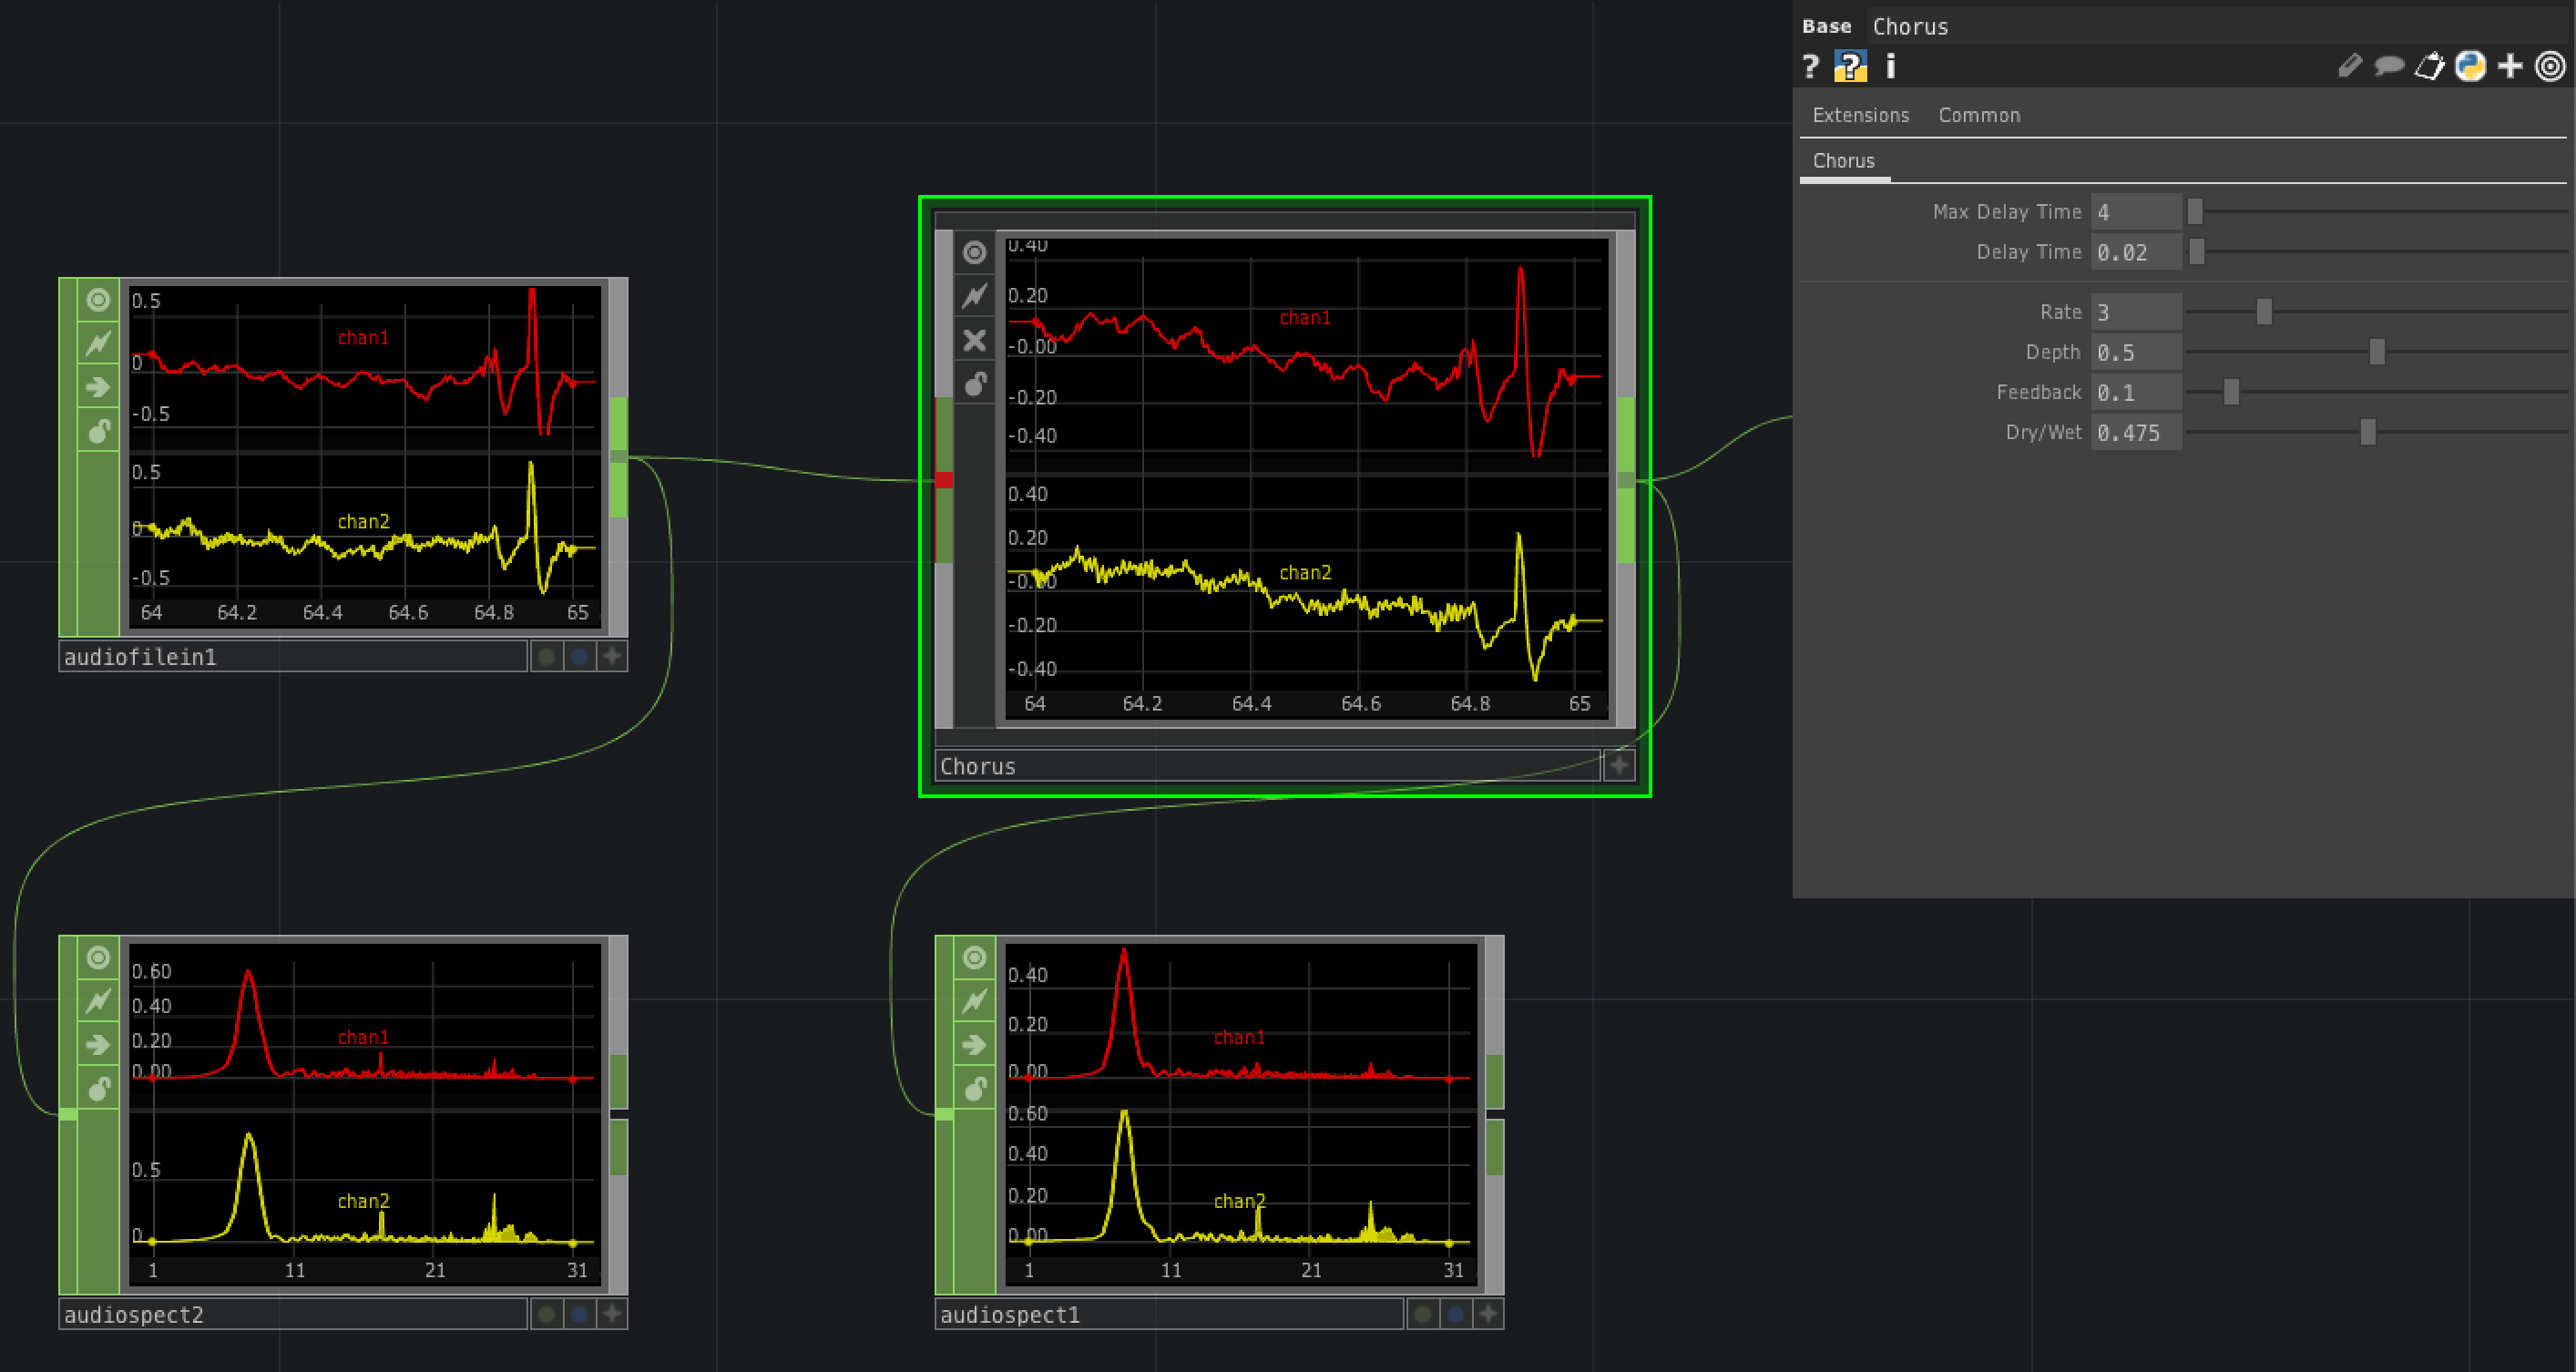 Base Chorus
? ? i
Extensions Common
Chorus
Max Delay Time 4
Delay Time 0.02
Rate 3
Depth 0.5
Feedback 0.1
Dry/Wet 0.475
0.5
chan1
0
-0.5
0.5
chan2
0
-0.5
64 64.2 64.4 64.6 64.8 65
audiofilein1
0.40
0.20
chan1
-0.00
-0.20
-0.40
0.40
0.20
chan2
-0.00
-0.20
-0.40
64 64.2 64.4 64.6 64.8 65
Chorus
0.60
0.40
chan1
0.20
0.00
0.5
chan2
0
1 11 21 31
audiospect2
0.40
0.20
chan1
0.00
0.60
0.40
0.20
chan2
0.00
1 11 21 31
audiospect1